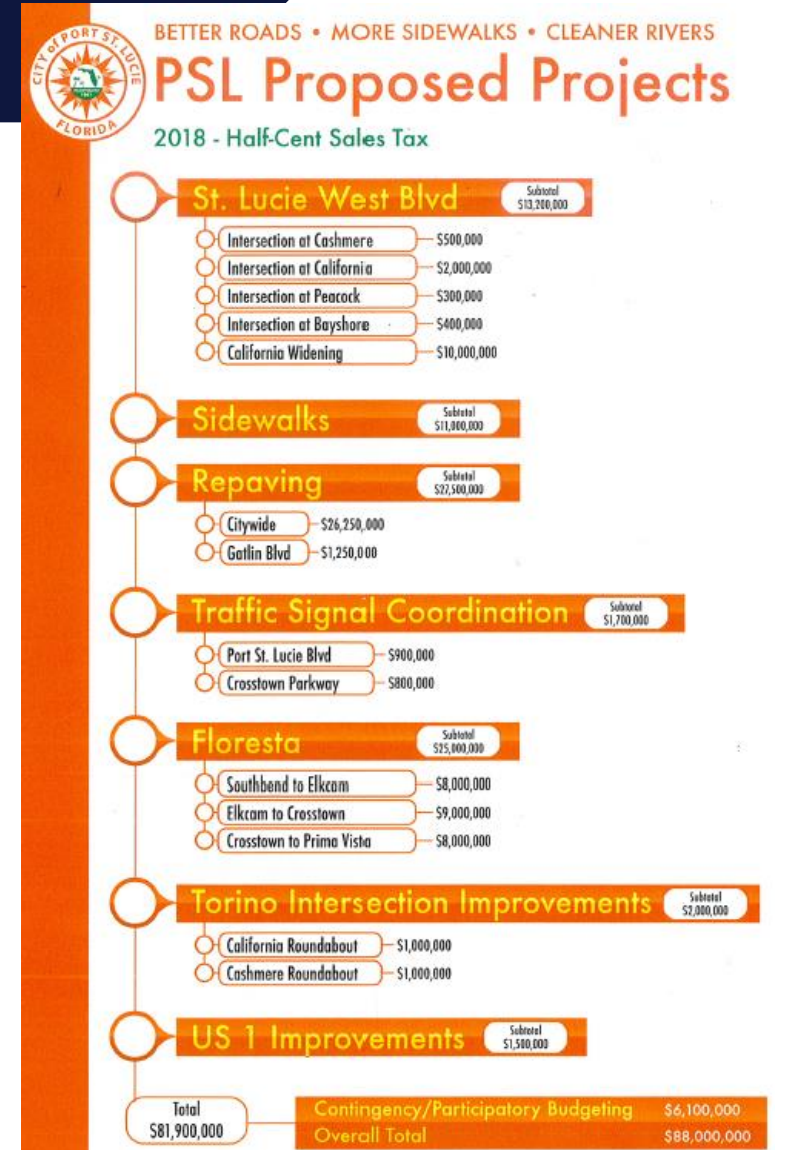 BETTER ROADS • MORE SIDEWALKS • CLEANER RIVERS
CITY of PORT ST. LUCIE
FLORIDA
PSL Proposed Projects
2018 - Half-Cent Sales Tax
St. Lucie West Blvd
Subtotal
$13,200,000
Intersection at Cashmere $500,000
Intersection at California $2,000,000
Intersection at Peacock $300,000
Intersection at Bayshore $400,000
California Widening $10,000,000
Sidewalks
Subtotal
$11,000,000
Repaving
Subtotal
$27,500,000
Citywide $26,250,000
Gatlin Blvd $1,250,000
Traffic Signal Coordination
Subtotal
$1,700,000
Port St. Lucie Blvd $900,000
Crosstown Parkway $800,000
Floresta
Subtotal
$25,000,000
Southbend to Elkcam $8,000,000
Elkcam to Crosstown $9,000,000
Crosstown to Prima Vista $8,000,000
Torino Intersection Improvements
Subtotal
$2,000,000
California Roundabout $1,000,000
Cashmere Roundabout $1,000,000
US 1 Improvements
Subtotal
$1,500,000
Total
$81,900,000
Contingency/Participatory Budgeting $6,100,000
Overall Total $88,000,000